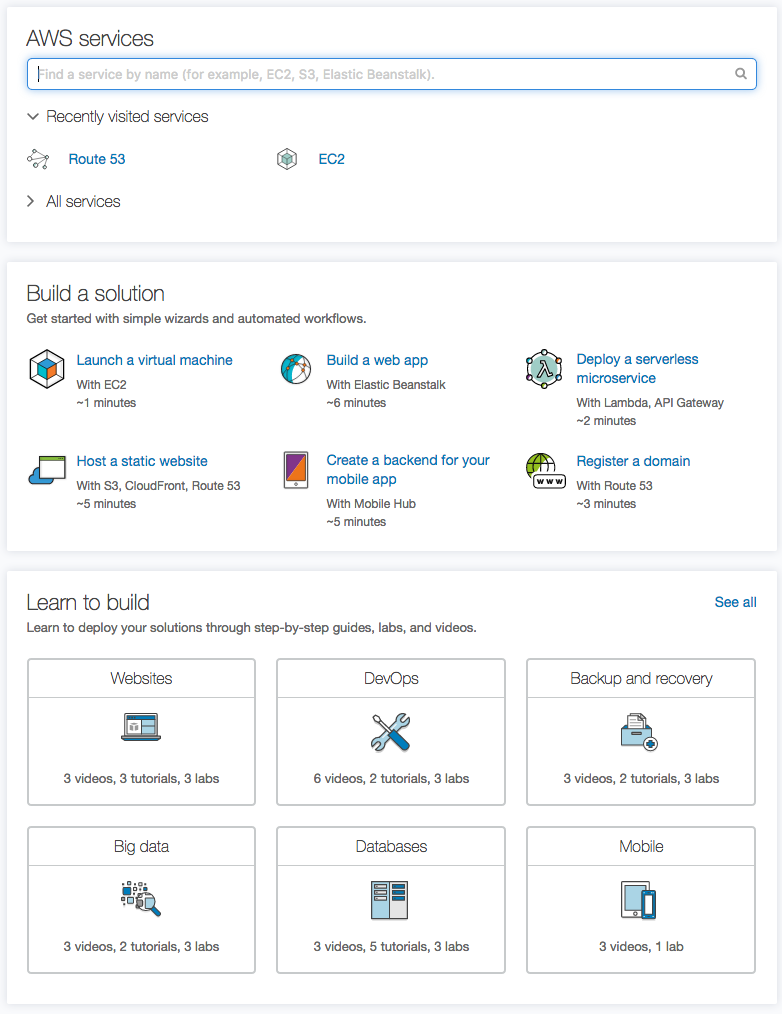 AWS services
Find a service by name (for example, EC2, S3, Elastic Beanstalk).
Recently visited services
Route 53
EC2
All services
Build a solution
Get started with simple wizards and automated workflows.
Launch a virtual machine
With EC2
~1 minutes
Build a web app
With Elastic Beanstalk
~6 minutes
Deploy a serverless
microservice
With Lambda, API Gateway
~2 minutes
Host a static website
With S3, CloudFront, Route 53
~5 minutes
Create a backend for your
mobile app
With Mobile Hub
~5 minutes
www
Register a domain
With Route 53
~3 minutes
Learn to build
See all
Learn to deploy your solutions through step-by-step guides, labs, and videos.
Websites
3 videos, 3 tutorials, 3 labs
DevOps
6 videos, 2 tutorials, 3 labs
Backup and recovery
3 videos, 2 tutorials, 3 labs
Big data
3 videos, 2 tutorials, 3 labs
Databases
3 videos, 5 tutorials, 3 labs
Mobile
3 videos, 1 lab